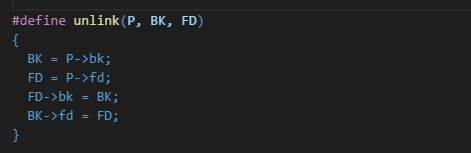 #define unlink(P, BK, FD)
{
  BK = P->bk;
  FD = P->fd;
  FD->bk = BK;
  BK->fd = FD;
}